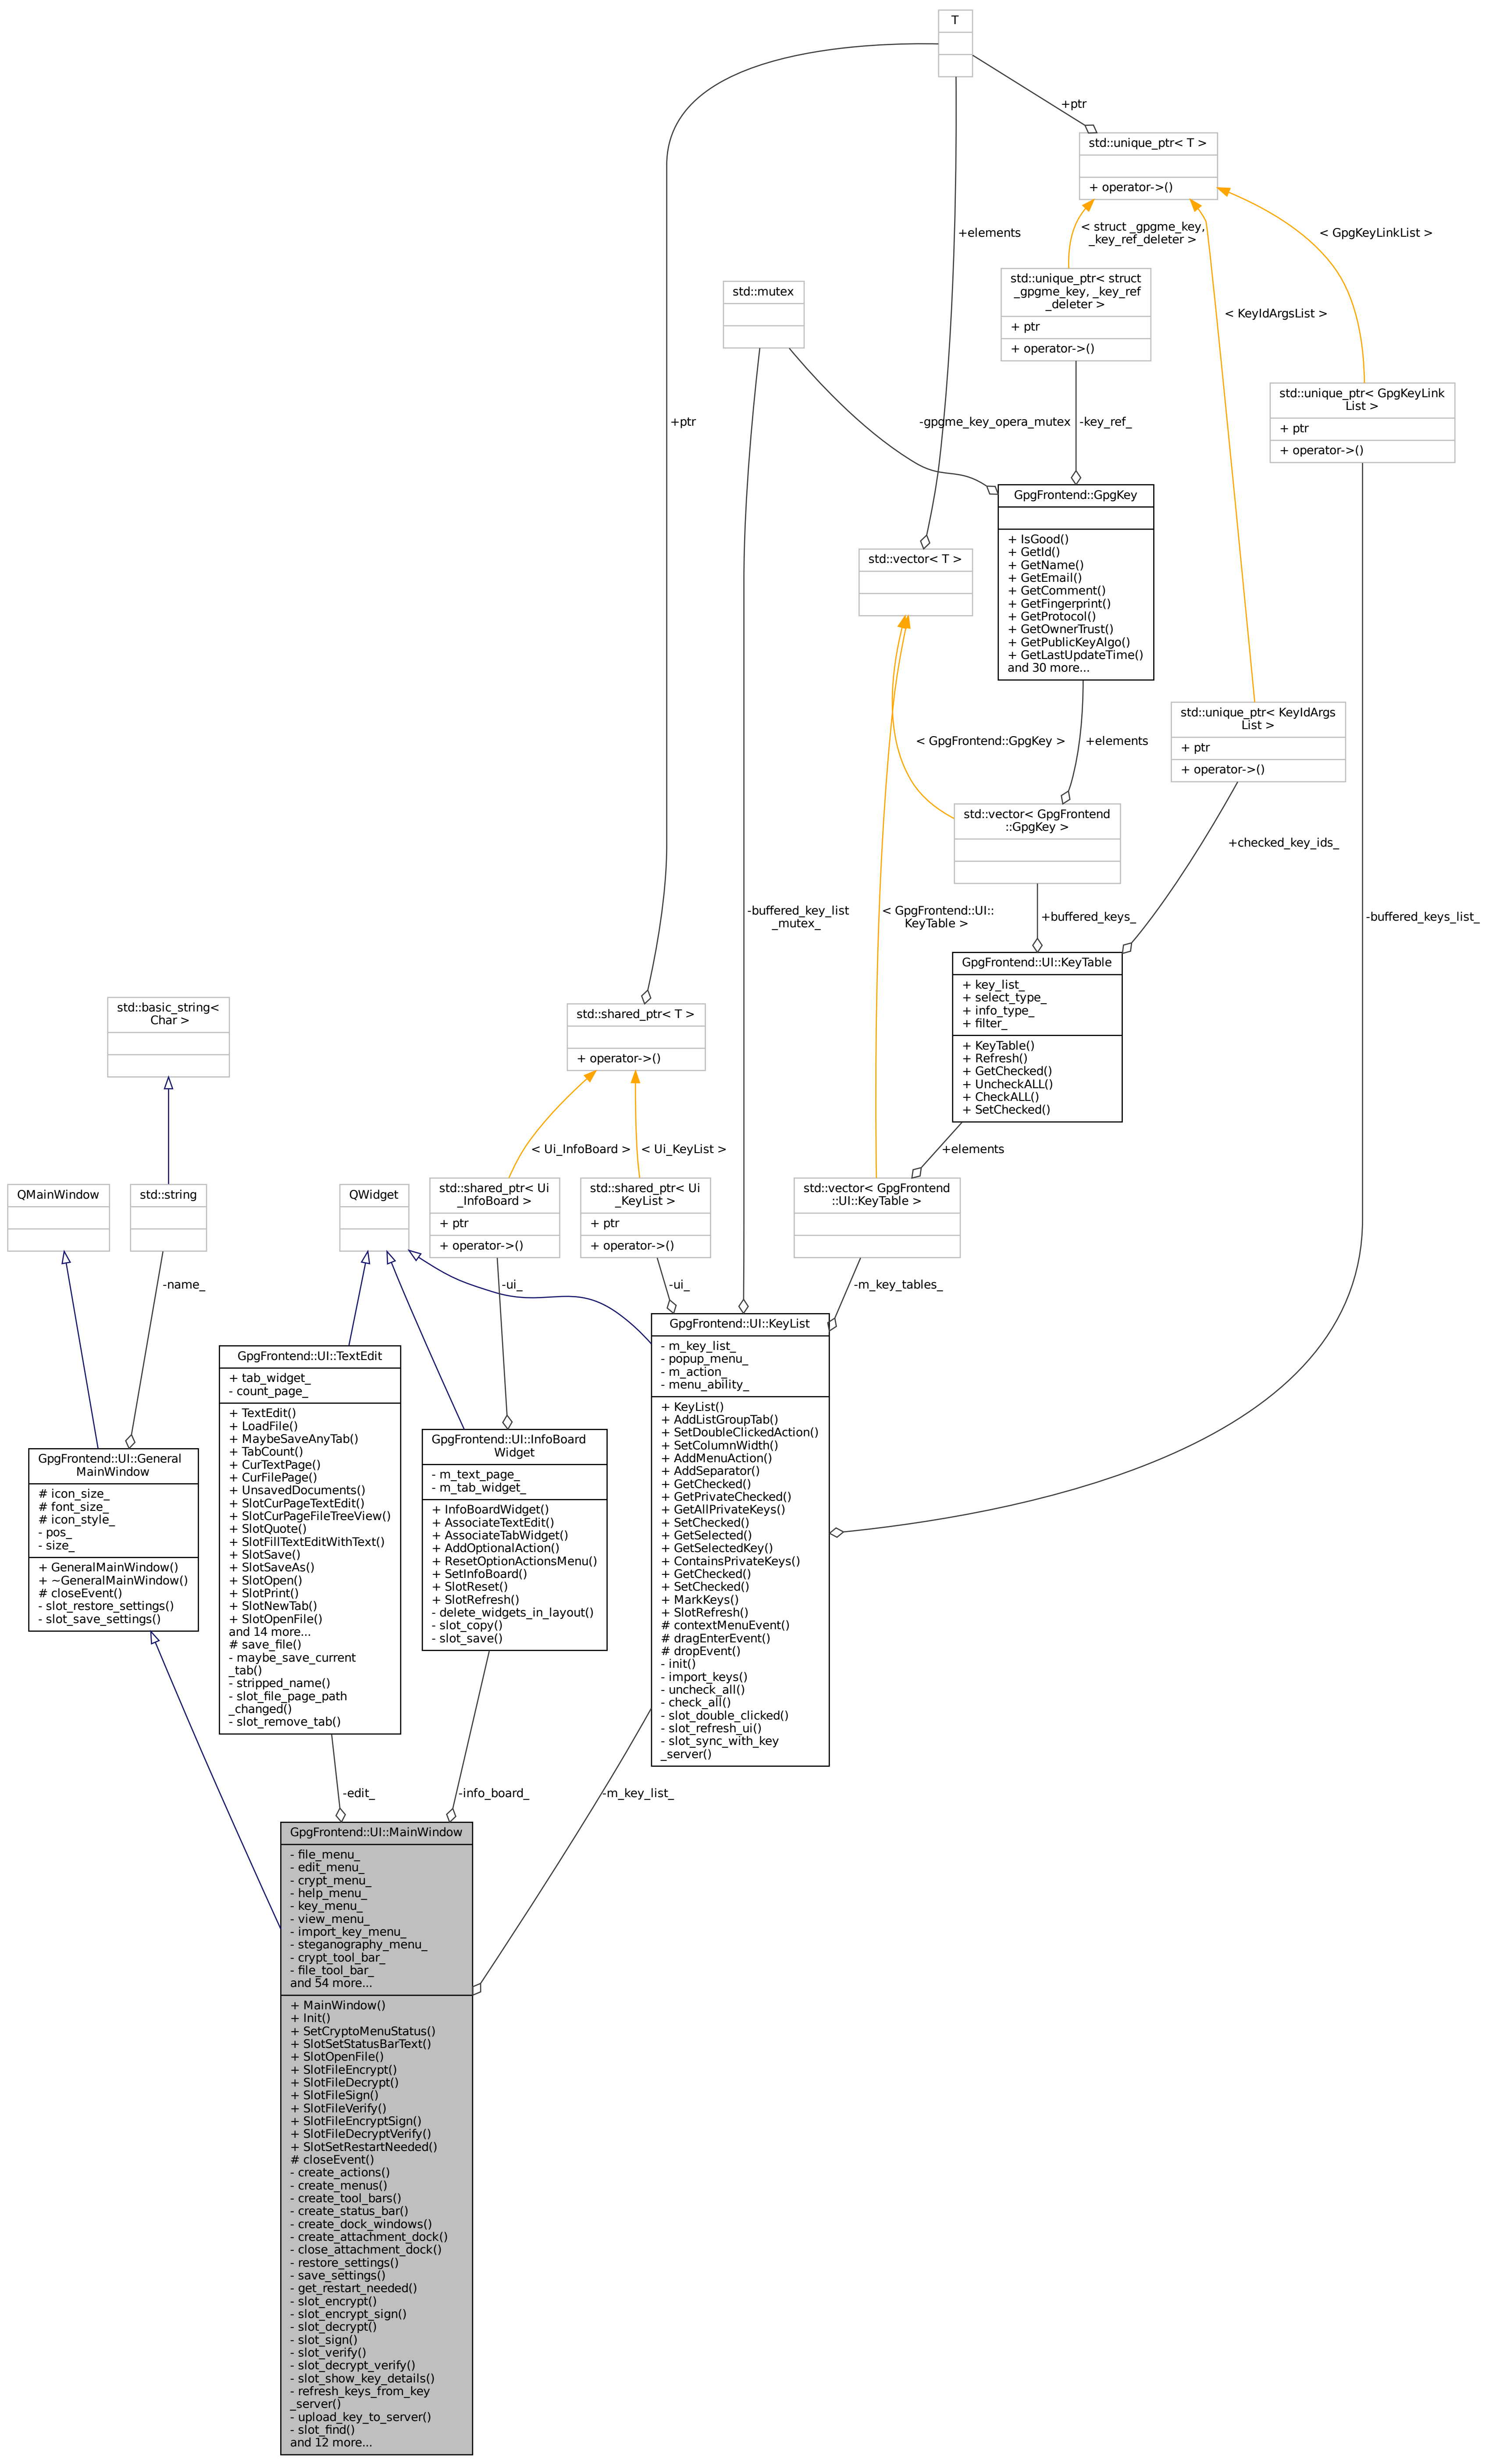 T
+ptr
std::unique_ptr< T >
+ operator->()
+elements
< struct _gpgme_key,
_key_ref_deleter >
< GpgKeyLinkList >
std::unique_ptr< struct
_gpgme_key, _key_ref
_deleter >
+ ptr
+ operator->()
std::mutex
< KeyIdArgsList >
std::unique_ptr< GpgKeyLink
List >
+ ptr
+ operator->()
+ptr
-gpgme_key_opera_mutex
-key_ref_
GpgFrontend::GpgKey
+ IsGood()
+ GetId()
+ GetName()
+ GetEmail()
+ GetComment()
+ GetFingerprint()
+ GetProtocol()
+ GetOwnerTrust()
+ GetPublicKeyAlgo()
+ GetLastUpdateTime()
and 30 more...
std::vector< T >
std::unique_ptr< KeyIdArgs
List >
+ ptr
+ operator->()
< GpgFrontend::GpgKey >
+elements
std::vector< GpgFrontend
::GpgKey >
+checked_key_ids_
-buffered_key_list
_mutex_
< GpgFrontend::UI::
KeyTable >
+buffered_keys_
-buffered_keys_list_
GpgFrontend::UI::KeyTable
+ key_list_
+ select_type_
+ info_type_
+ filter_
+ KeyTable()
+ Refresh()
+ GetChecked()
+ UncheckALL()
+ CheckALL()
+ SetChecked()
std::basic_string<
Char >
std::shared_ptr< T >
+ operator->()
< Ui_InfoBoard >
< Ui_KeyList >
+elements
QMainWindow
std::string
QWidget
std::shared_ptr< Ui
_InfoBoard >
+ ptr
+ operator->()
std::shared_ptr< Ui
_KeyList >
+ ptr
+ operator->()
std::vector< GpgFrontend
::UI::KeyTable >
-name_
-ui_
-ui_
-m_key_tables_
GpgFrontend::UI::KeyList
- m_key_list_
- popup_menu_
- m_action_
- menu_ability_
+ KeyList()
+ AddListGroupTab()
+ SetDoubleClickedAction()
+ SetColumnWidth()
+ AddMenuAction()
+ AddSeparator()
+ GetChecked()
+ GetPrivateChecked()
+ GetAllPrivateKeys()
+ SetChecked()
+ GetSelected()
+ GetSelectedKey()
+ ContainsPrivateKeys()
+ GetChecked()
+ SetChecked()
+ MarkKeys()
+ SlotRefresh()
# contextMenuEvent()
# dragEnterEvent()
# dropEvent()
- init()
- import_keys()
- uncheck_all()
- check_all()
- slot_double_clicked()
- slot_refresh_ui()
- slot_sync_with_key
_server()
GpgFrontend::UI::TextEdit
+ tab_widget_
- count_page_
+ TextEdit()
+ LoadFile()
+ MaybeSaveAnyTab()
+ TabCount()
+ CurTextPage()
+ CurFilePage()
+ UnsavedDocuments()
+ SlotCurPageTextEdit()
+ SlotCurPageFileTreeView()
+ SlotQuote()
+ SlotFillTextEditWithText()
+ SlotSave()
+ SlotSaveAs()
+ SlotOpen()
+ SlotPrint()
+ SlotNewTab()
+ SlotOpenFile()
and 14 more...
# save_file()
- maybe_save_current
_tab()
- stripped_name()
- slot_file_page_path
_changed()
- slot_remove_tab()
GpgFrontend::UI::InfoBoard
Widget
- m_text_page_
- m_tab_widget_
+ InfoBoardWidget()
+ AssociateTextEdit()
+ AssociateTabWidget()
+ AddOptionalAction()
+ ResetOptionActionsMenu()
+ SetInfoBoard()
+ SlotReset()
+ SlotRefresh()
- delete_widgets_in_layout()
- slot_copy()
- slot_save()
GpgFrontend::UI::General
MainWindow
# icon_size_
# font_size_
# icon_style_
- pos_
- size_
+ GeneralMainWindow()
+ ~GeneralMainWindow()
# closeEvent()
- slot_restore_settings()
- slot_save_settings()
-edit_
-info_board_
-m_key_list_
GpgFrontend::UI::MainWindow
- file_menu_
- edit_menu_
- crypt_menu_
- help_menu_
- key_menu_
- view_menu_
- import_key_menu_
- steganography_menu_
- crypt_tool_bar_
- file_tool_bar_
and 54 more...
+ MainWindow()
+ Init()
+ SetCryptoMenuStatus()
+ SlotSetStatusBarText()
+ SlotOpenFile()
+ SlotFileEncrypt()
+ SlotFileDecrypt()
+ SlotFileSign()
+ SlotFileVerify()
+ SlotFileEncryptSign()
+ SlotFileDecryptVerify()
+ SlotSetRestartNeeded()
# closeEvent()
- create_actions()
- create_menus()
- create_tool_bars()
- create_status_bar()
- create_dock_windows()
- create_attachment_dock()
- close_attachment_dock()
- restore_settings()
- save_settings()
- get_restart_needed()
- slot_encrypt()
- slot_encrypt_sign()
- slot_decrypt()
- slot_sign()
- slot_verify()
- slot_decrypt_verify()
- slot_show_key_details()
- refresh_keys_from_key
_server()
- upload_key_to_server()
- slot_find()
and 12 more...